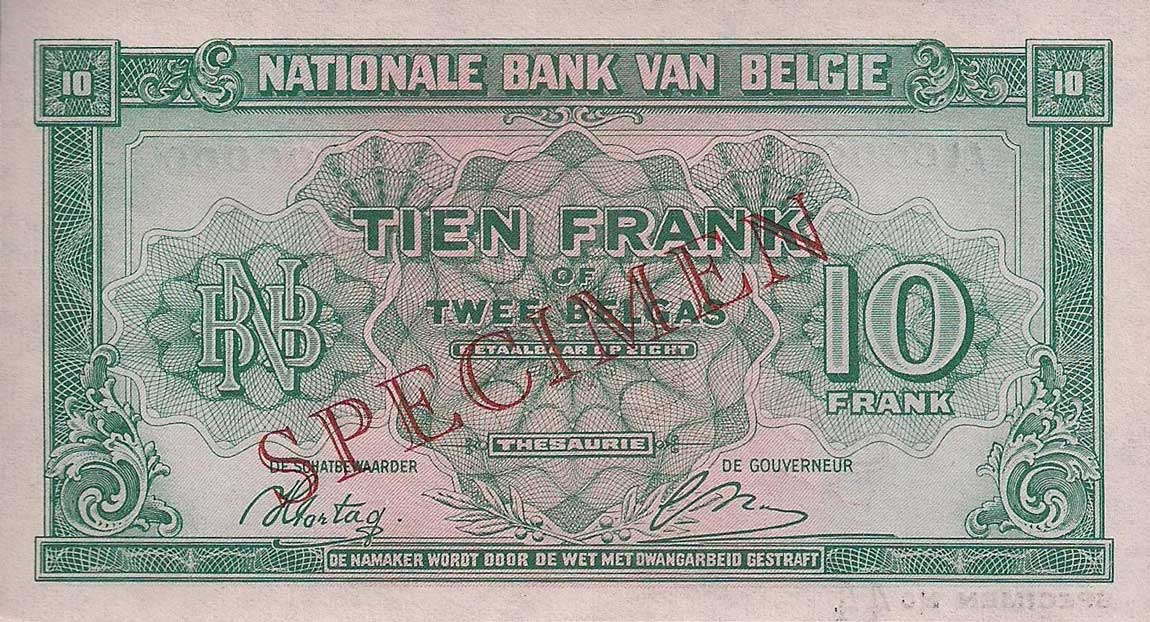 10 NATIONALE BANK VAN BELGIE 10
TIEN FRANK
OF
TWEE BELGAS
BETAALBAAR OP ZICHT
NBB
10
FRANK
SPECIMEN
THESAURIE
DE SCHATBEWAARDER
DE GOUVERNEUR
DE NAMAKER WORDT DOOR DE WET MET DWANGARBEID GESTRAFT